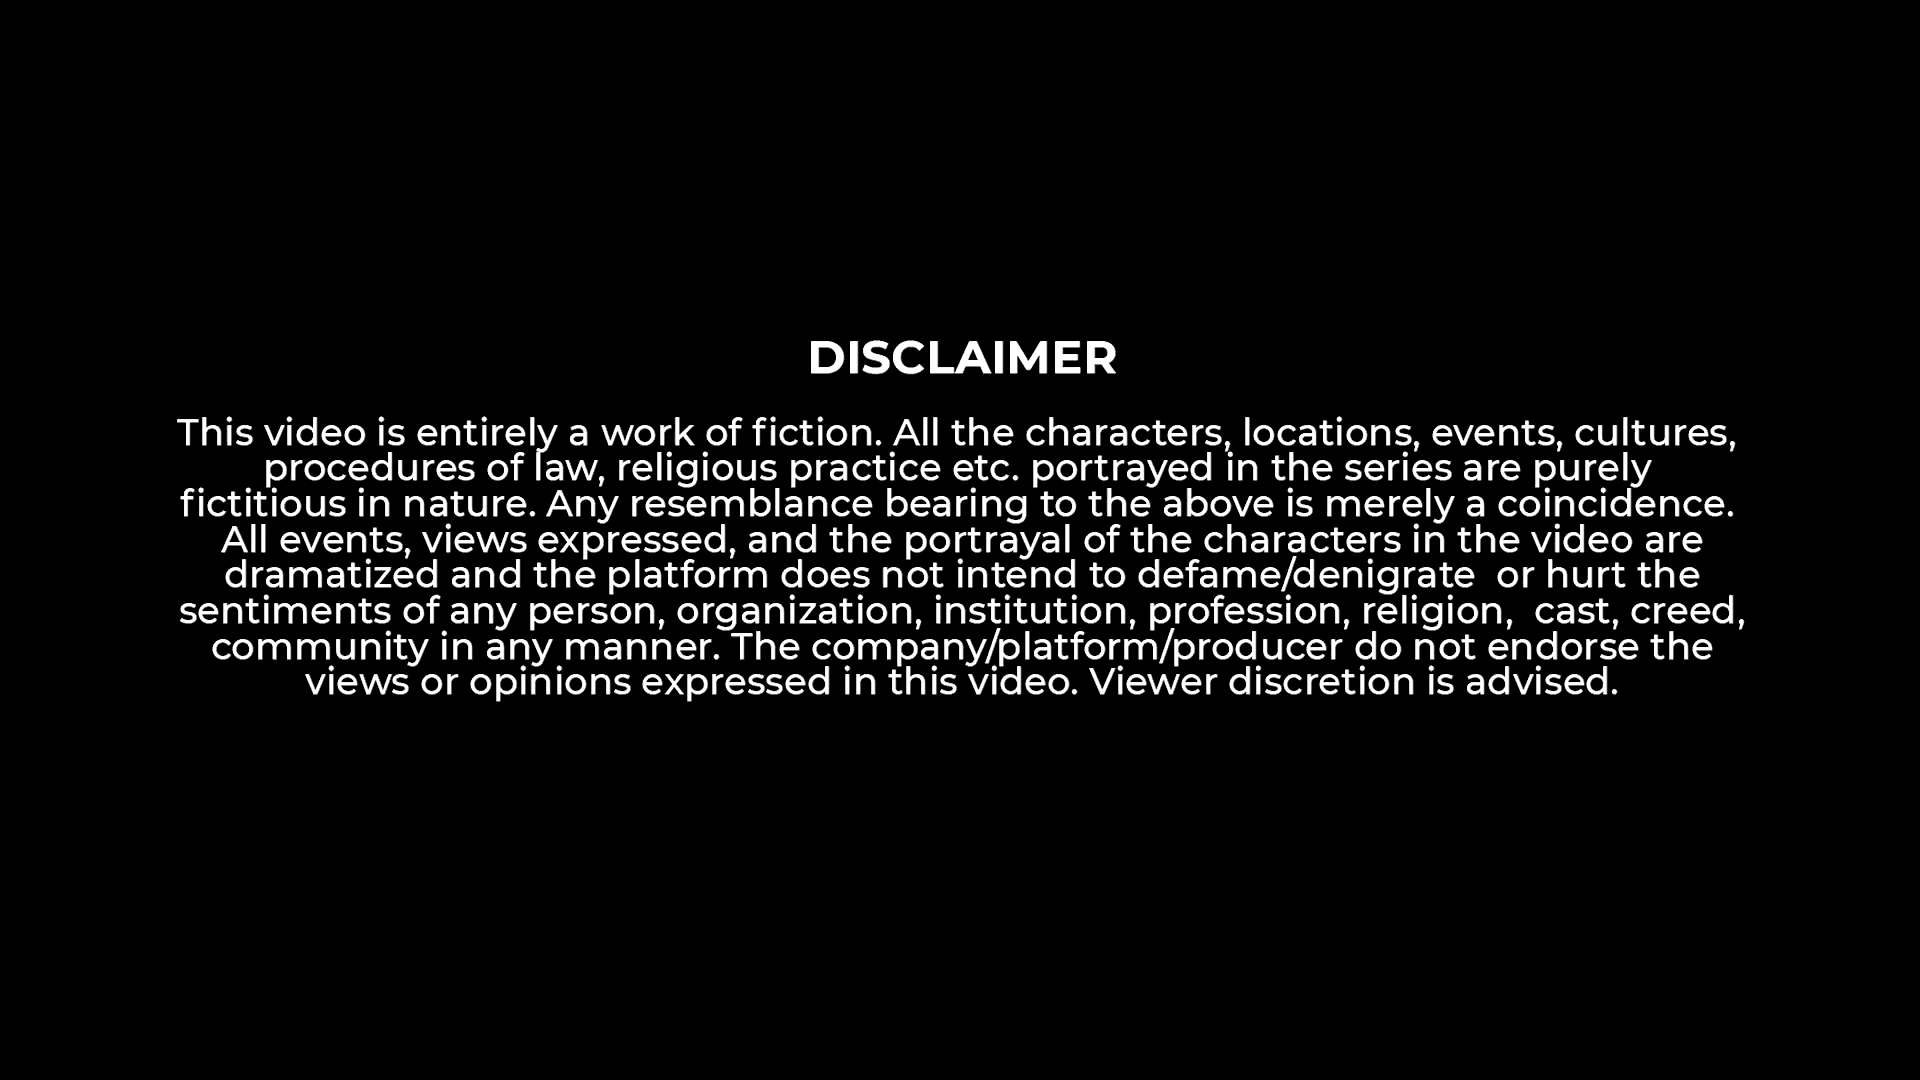 DISCLAIMER
This video is entirely a work of fiction. All the characters, locations, events, cultures,
procedures of law, religious practice etc. portrayed in the series are purely
fictitious in nature. Any resemblance bearing to the above is merely a coincidence.
All events, views expressed, and the portrayal of the characters in the video are
dramatized and the platform does not intend to defame/denigrate  or hurt the
sentiments of any person, organization, institution, profession, religion,  cast, creed,
community in any manner. The company/platform/producer do not endorse the
views or opinions expressed in this video. Viewer discretion is advised.